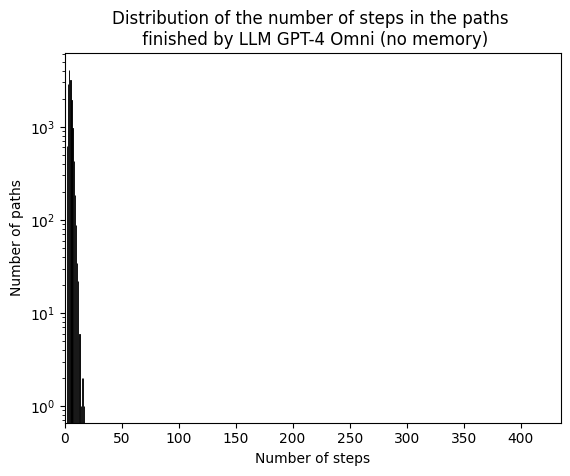 Distribution of the number of steps in the paths
finished by LLM GPT-4 Omni (no memory)
Number of paths
10³
10²
10¹
10⁰
0 50 100 150 200 250 300 350 400
Number of steps